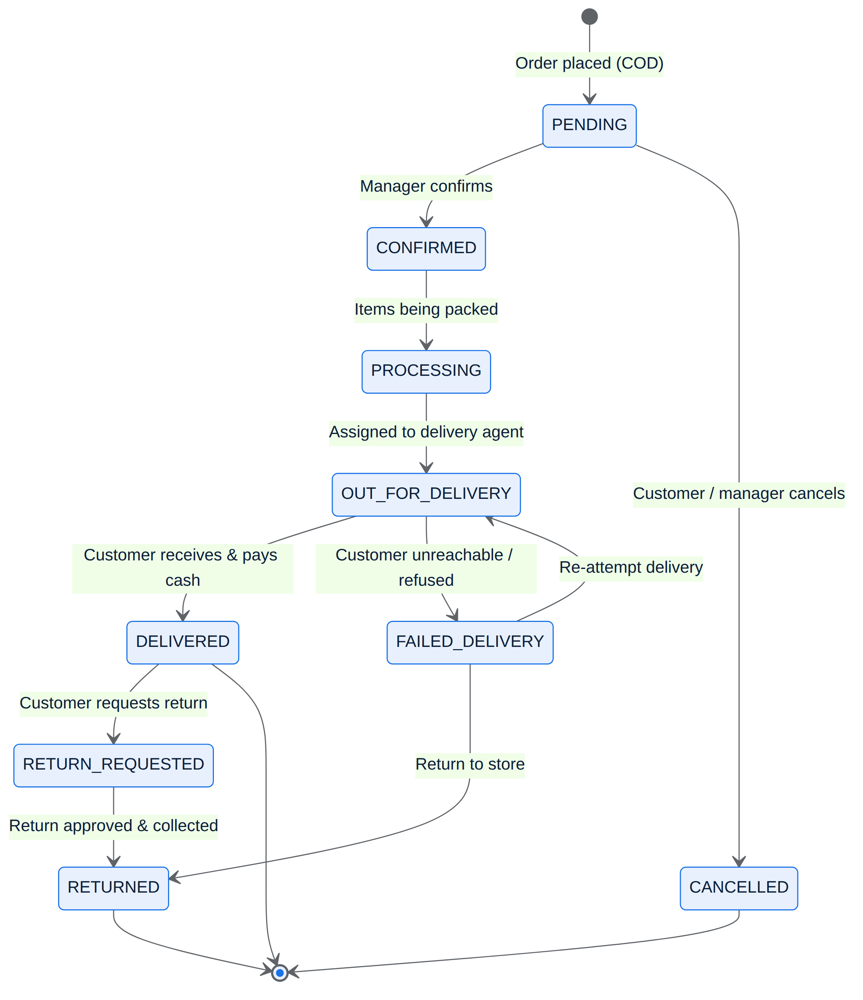 Order placed (COD)
PENDING
Manager confirms
CONFIRMED
Items being packed
PROCESSING
Assigned to delivery agent
OUT_FOR_DELIVERY
Customer / manager cancels
Customer receives & pays
cash
Customer unreachable /
refused
Re-attempt delivery
DELIVERED
FAILED_DELIVERY
Customer requests return
RETURN_REQUESTED
Return to store
Return approved & collected
RETURNED
CANCELLED